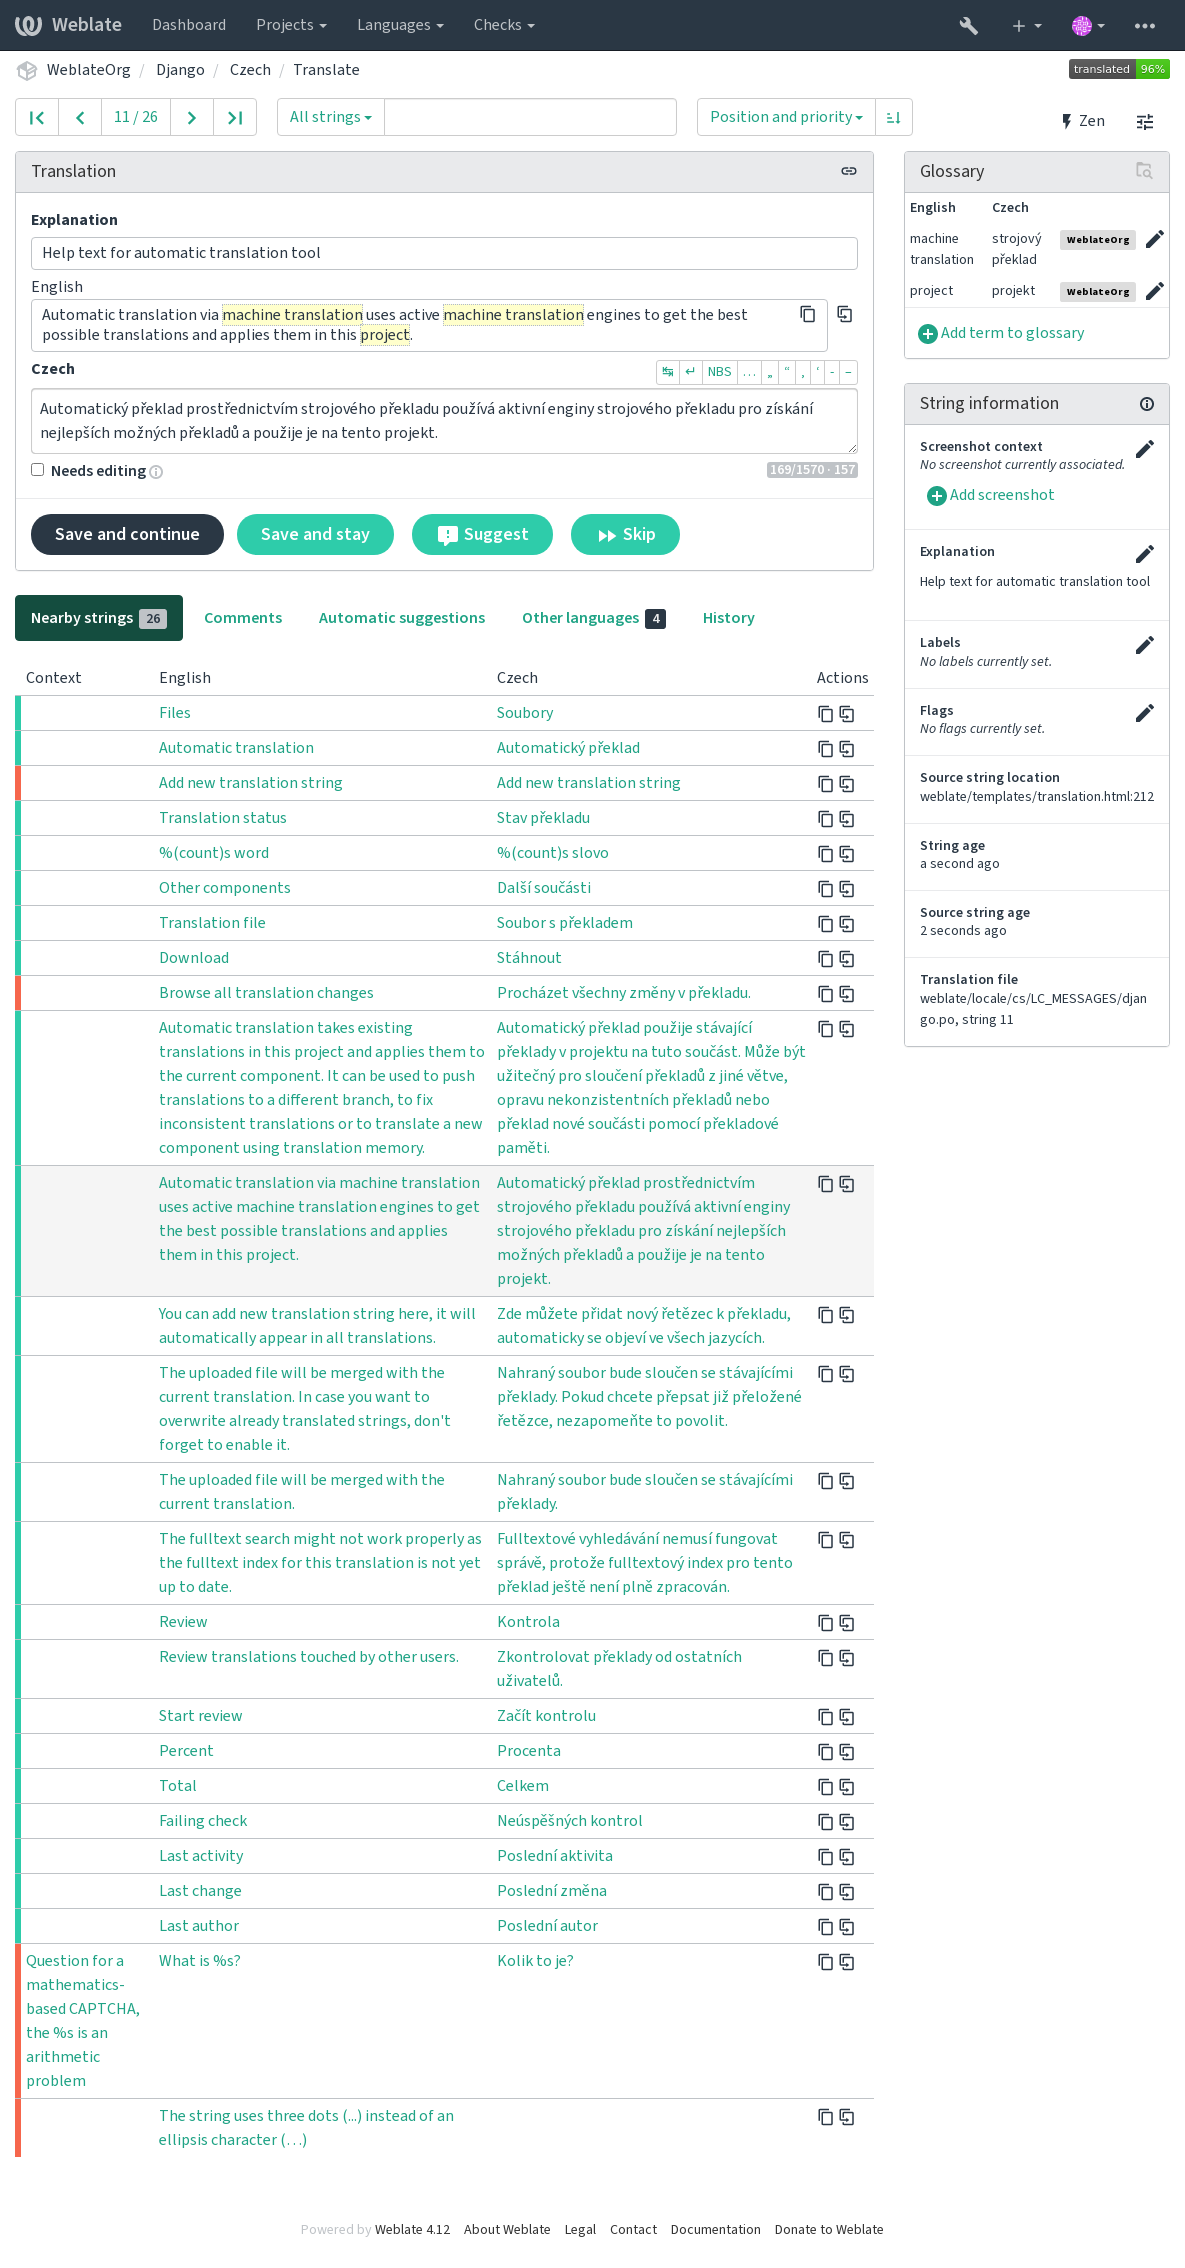 Weblate Dashboard Projects Languages Checks
WeblateOrg / Django / Czech / Translate translated 96%
11 / 26 All strings Position and priority Zen
Translation
Explanation
Help text for automatic translation tool
English
Automatic translation via machine translation uses active machine translation engines to get the best
possible translations and applies them in this project.
Czech
↹ ↵ NBS … „ “ ‚ ‘ - –
Automatický překlad prostřednictvím strojového překladu používá aktivní enginy strojového překladu pro získání
nejlepších možných překladů a použije je na tento projekt.
Needs editing 169/1570 · 157
Save and continue Save and stay Suggest Skip
Glossary
English Czech
machine strojový WeblateOrg
translation překlad
project projekt WeblateOrg
Add term to glossary
String information
Screenshot context
No screenshot currently associated.
Add screenshot
Explanation
Help text for automatic translation tool
Labels
No labels currently set.
Flags
No flags currently set.
Source string location
weblate/templates/translation.html:212
String age
a second ago
Source string age
2 seconds ago
Translation file
weblate/locale/cs/LC_MESSAGES/djan
go.po, string 11
Nearby strings 26 Comments Automatic suggestions Other languages 4 History
Context English Czech Actions
Files Soubory
Automatic translation Automatický překlad
Add new translation string Add new translation string
Translation status Stav překladu
%(count)s word %(count)s slovo
Other components Další součásti
Translation file Soubor s překladem
Download Stáhnout
Browse all translation changes Procházet všechny změny v překladu.
Automatic translation takes existing Automatický překlad použije stávající
translations in this project and applies them to překlady v projektu na tuto součást. Může být
the current component. It can be used to push užitečný pro sloučení překladů z jiné větve,
translations to a different branch, to fix opravu nekonzistentních překladů nebo
inconsistent translations or to translate a new překlad nové součásti pomocí překladové
component using translation memory. paměti.
Automatic translation via machine translation Automatický překlad prostřednictvím
uses active machine translation engines to get strojového překladu používá aktivní enginy
the best possible translations and applies strojového překladu pro získání nejlepších
them in this project. možných překladů a použije je na tento
projekt.
You can add new translation string here, it will Zde můžete přidat nový řetězec k překladu,
automatically appear in all translations. automaticky se objeví ve všech jazycích.
The uploaded file will be merged with the Nahraný soubor bude sloučen se stávajícími
current translation. In case you want to překlady. Pokud chcete přepsat již přeložené
overwrite already translated strings, don't řetězce, nezapomeňte to povolit.
forget to enable it.
The uploaded file will be merged with the Nahraný soubor bude sloučen se stávajícími
current translation. překlady.
The fulltext search might not work properly as Fulltextové vyhledávání nemusí fungovat
the fulltext index for this translation is not yet správě, protože fulltextový index pro tento
up to date. překlad ještě není plně zpracován.
Review Kontrola
Review translations touched by other users. Zkontrolovat překlady od ostatních
uživatelů.
Start review Začít kontrolu
Percent Procenta
Total Celkem
Failing check Neúspěšných kontrol
Last activity Poslední aktivita
Last change Poslední změna
Last author Poslední autor
Question for a What is %s? Kolik to je?
mathematics-
based CAPTCHA,
the %s is an
arithmetic
problem
The string uses three dots (...) instead of an
ellipsis character (…)
Powered by Weblate 4.12 About Weblate Legal Contact Documentation Donate to Weblate